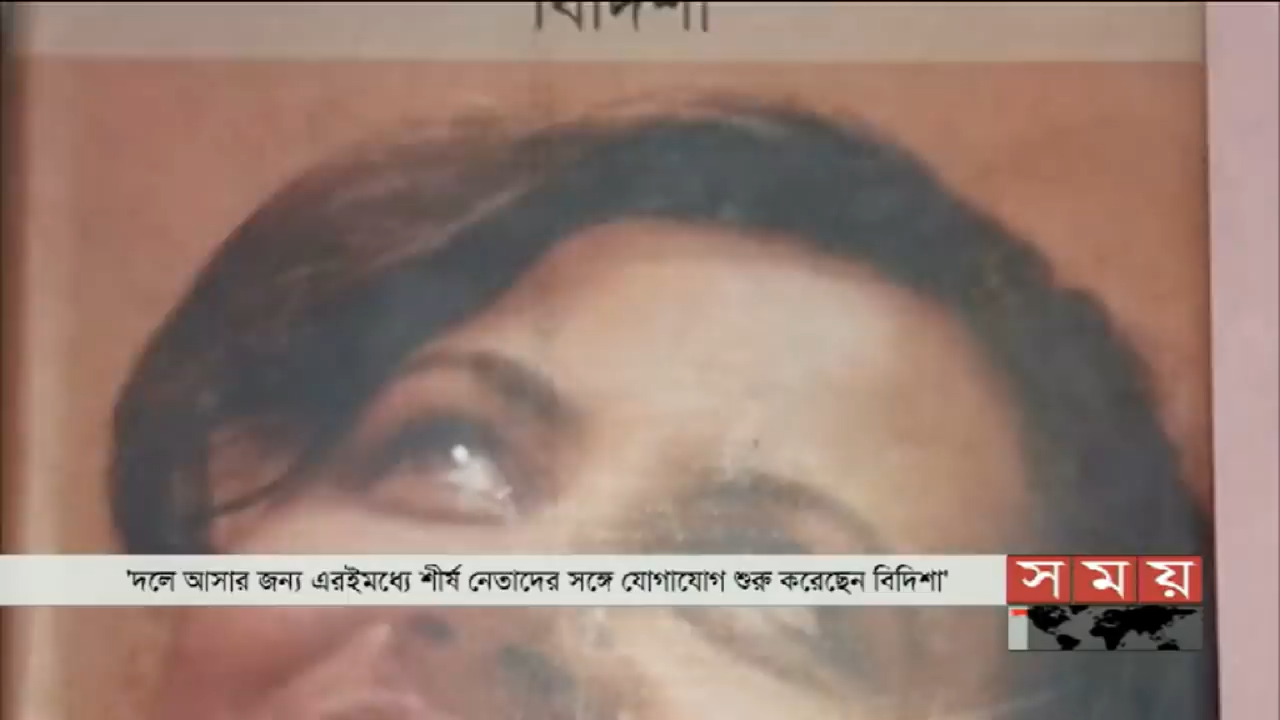 বিদিশা
'দলে আসার জন্য এরইমধ্যে শীর্ষ নেতাদের সঙ্গে যোগাযোগ শুরু করেছেন বিদিশা'
সময়